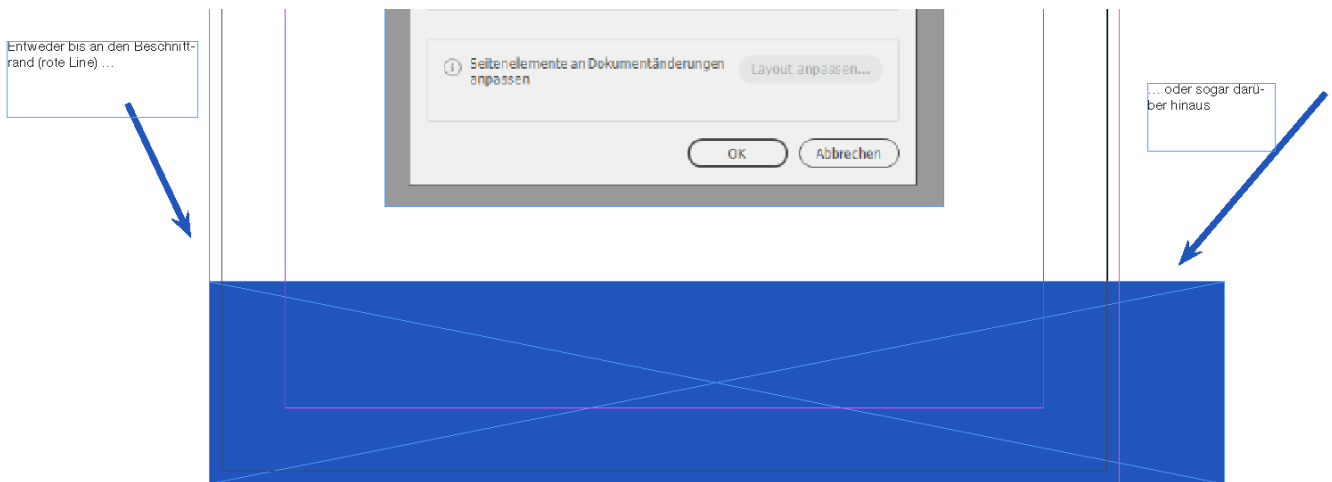 Entweder bis an den Beschnitt-
rand (rote Line) …
Seitenelemente an Dokumentänderungen
anpassen
Layout anpassen...
OK
Abbrechen
… oder sogar darü-
ber hinaus